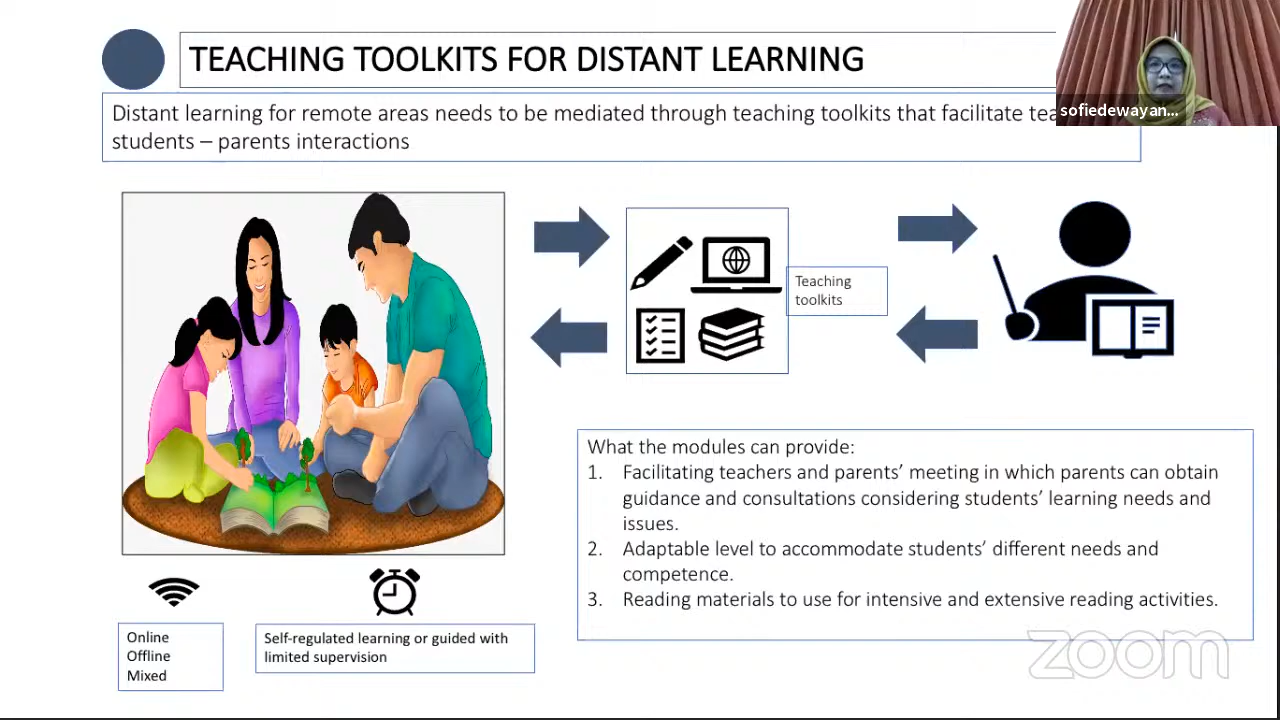 TEACHING TOOLKITS FOR DISTANT LEARNING
sofiedewayan...
Distant learning for remote areas needs to be mediated through teaching toolkits that facilitate
students – parents interactions
Teaching
toolkits
What the modules can provide:
1. Facilitating teachers and parents’ meeting in which parents can obtain
guidance and consultations considering students’ learning needs and
issues.
2. Adaptable level to accommodate students’ different needs and
competence.
3. Reading materials to use for intensive and extensive reading activities.
Online
Offline
Mixed
Self-regulated learning or guided with
limited supervision
zoom